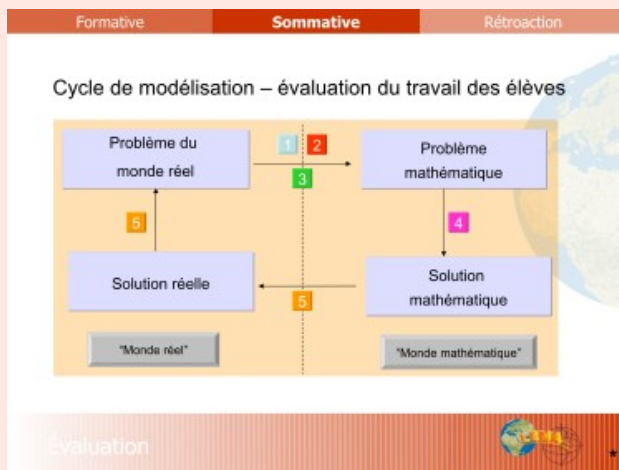 Formative Sommative Rétroaction
Cycle de modélisation – évaluation du travail des élèves
Problème du
monde réel
1 2
3
Problème
mathématique
5
4
Solution réelle
5
Solution
mathématique
"Monde réel"
"Monde mathématique"
Évaluation
*